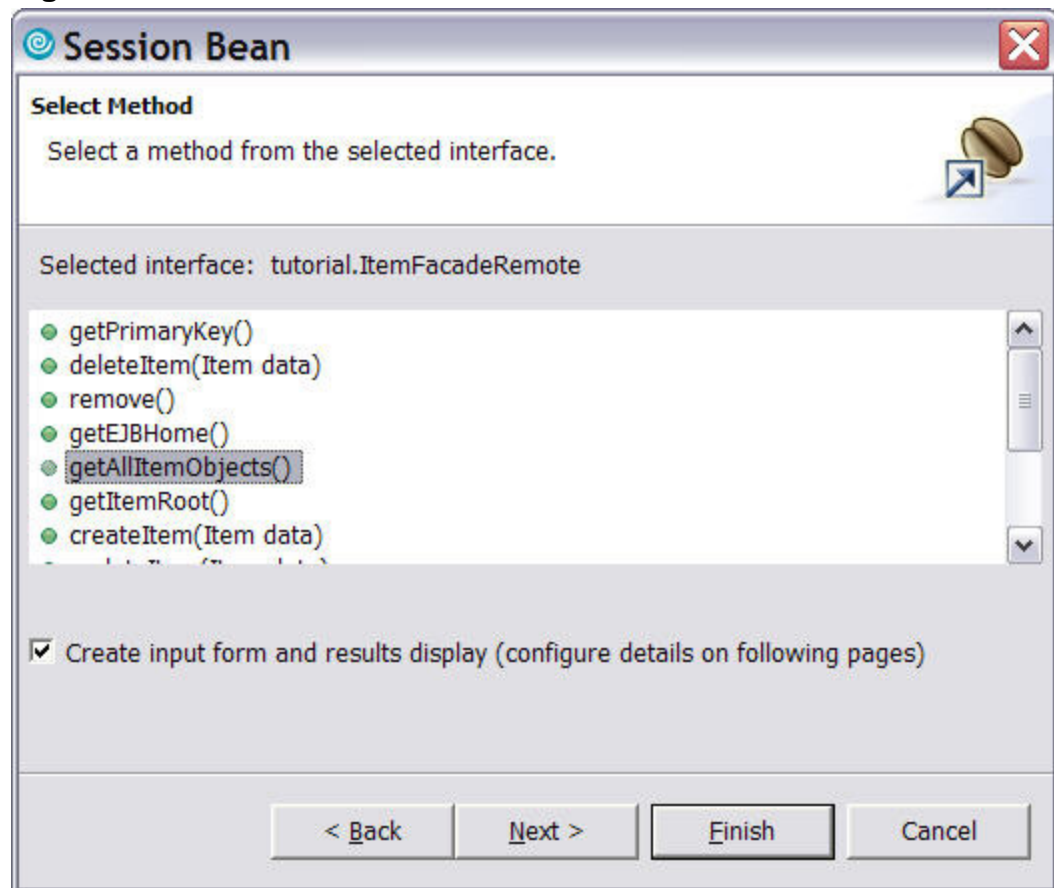 Session Bean
Select Method
Select a method from the selected interface.
Selected interface: tutorial.ItemFacadeRemote
getPrimaryKey()
deleteItem(Item data)
remove()
getEJBHome()
getAllItemObjects()
getItemRoot()
createItem(Item data)
Create input form and results display (configure details on following pages)
< Back Next > Finish Cancel